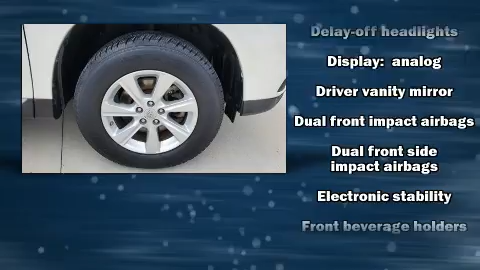 Delay-off headlights
Display:  analog
Driver vanity mirror
Dual front impact airbags
Dual front side
impact airbags
Electronic stability
Front beverage holders